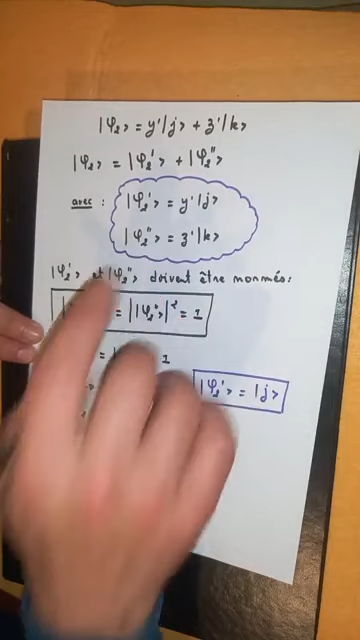 |φ₂> = y'|j> + z'|k>
|φ₂> = |φ₂'> + |φ₂''>
avec : |φ₂'> = y'|j>
|φ₂''> = z'|k>
|φ₂'> et |φ₂''> doivent être normés:
= ||φ₂''>|² = 1
= 1
|φ₂'> = |j>